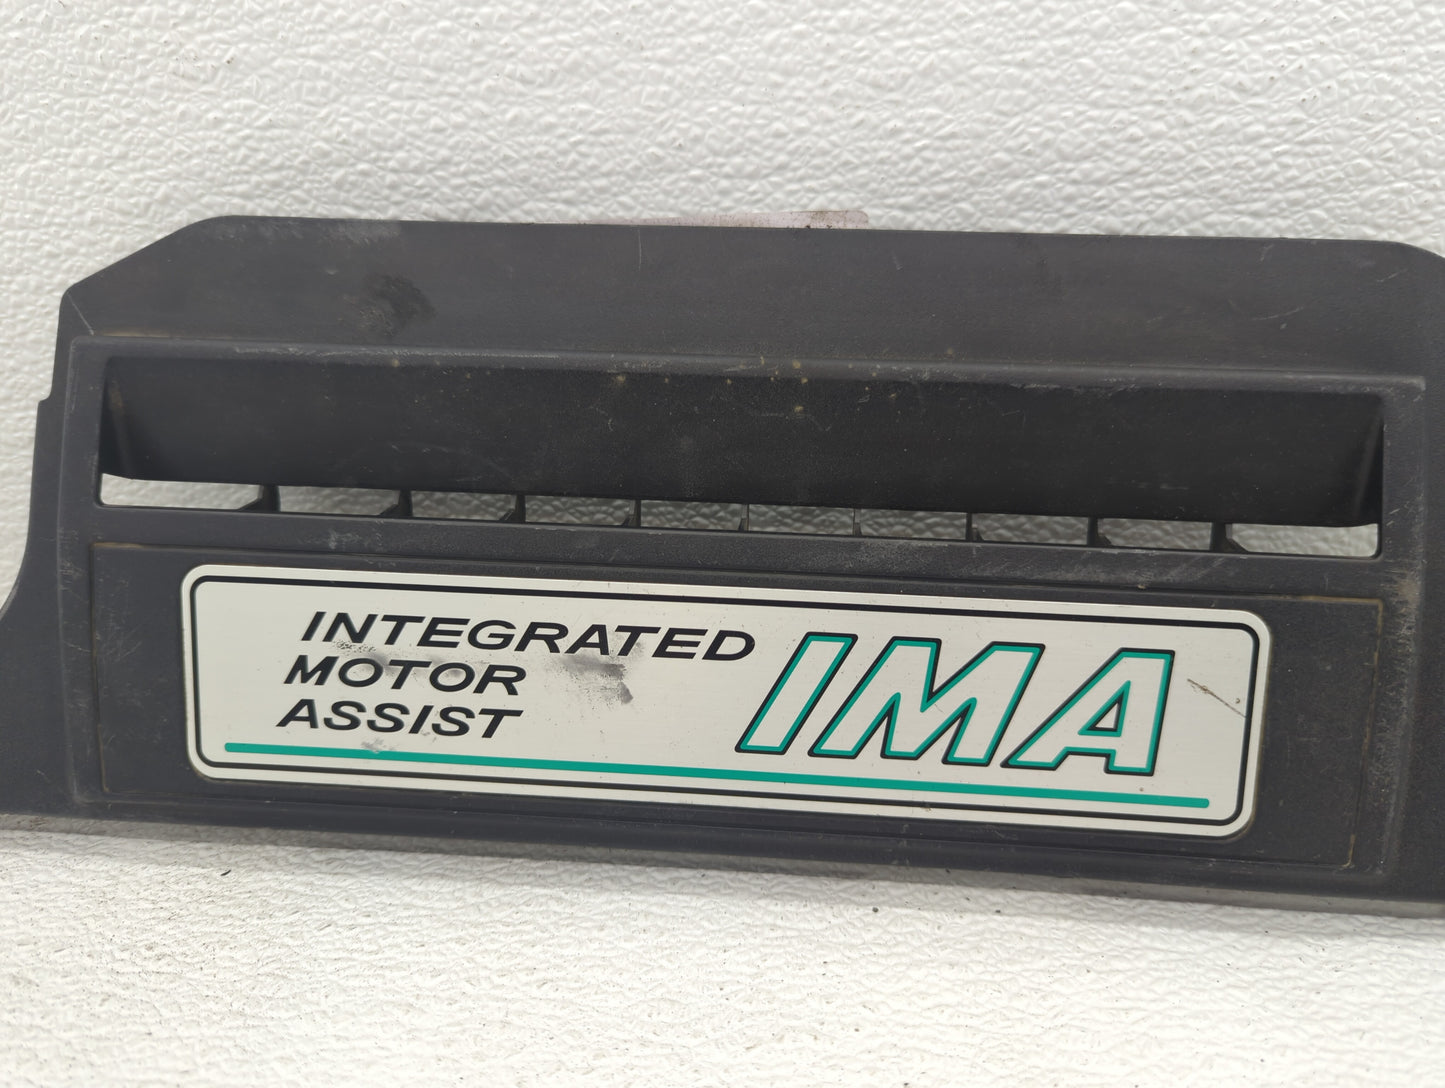 INTEGRATED
MOTOR
ASSIST
IMA